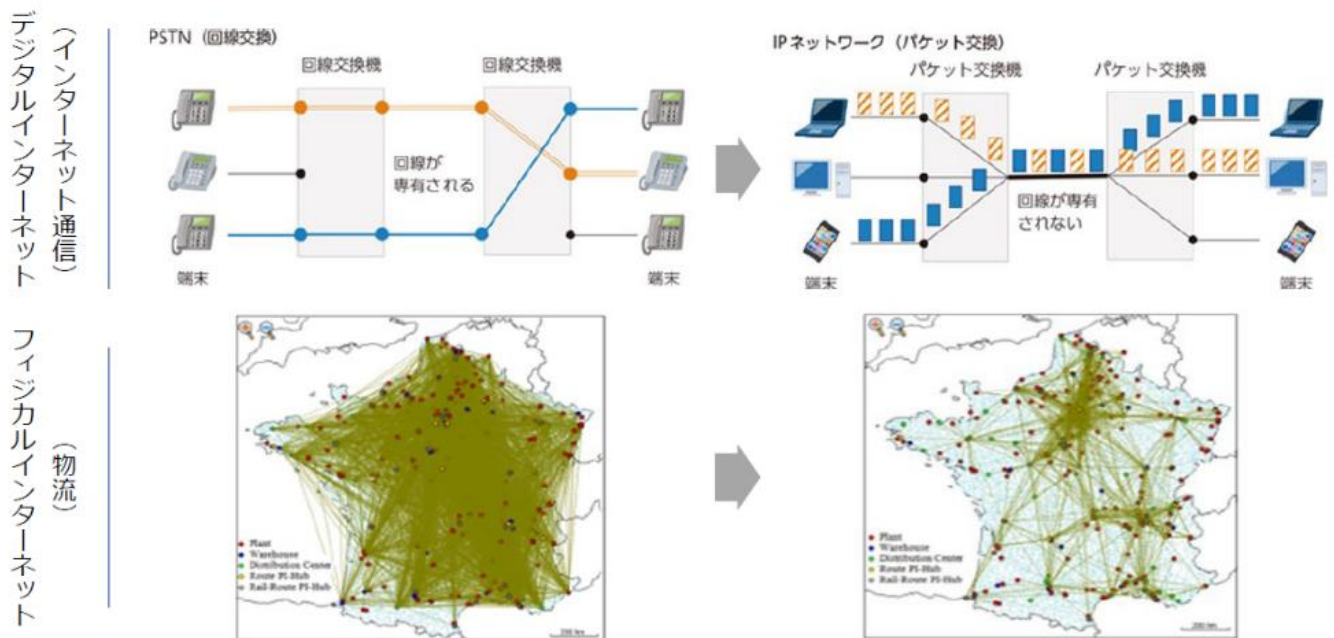 デジタルインターネット
（インターネット通信）
PSTN（回線交換）
回線交換機
回線交換機
回線が
専有される
端末
端末
IPネットワーク（パケット交換）
パケット交換機
パケット交換機
回線が専有
されない
端末
端末
フィジカルインターネット
（物流）
Plant
Warehouse
Distribution Center
Route PI-Hub
Rail-Route PI-Hub
200 km
Plant
Warehouse
Distribution Center
Route PI-Hub
Rail-Route PI-Hub
200 km